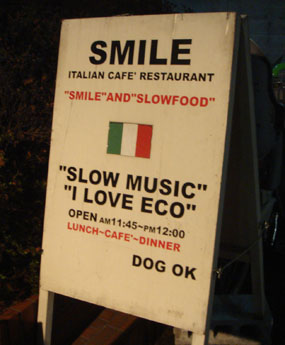 SMILE
ITALIAN CAFE' RESTAURANT
"SMILE"AND"SLOWFOOD"
"SLOW MUSIC"
"I LOVE ECO"
OPEN AM11:45~PM12:00
LUNCH~CAFE'~DINNER
DOG OK